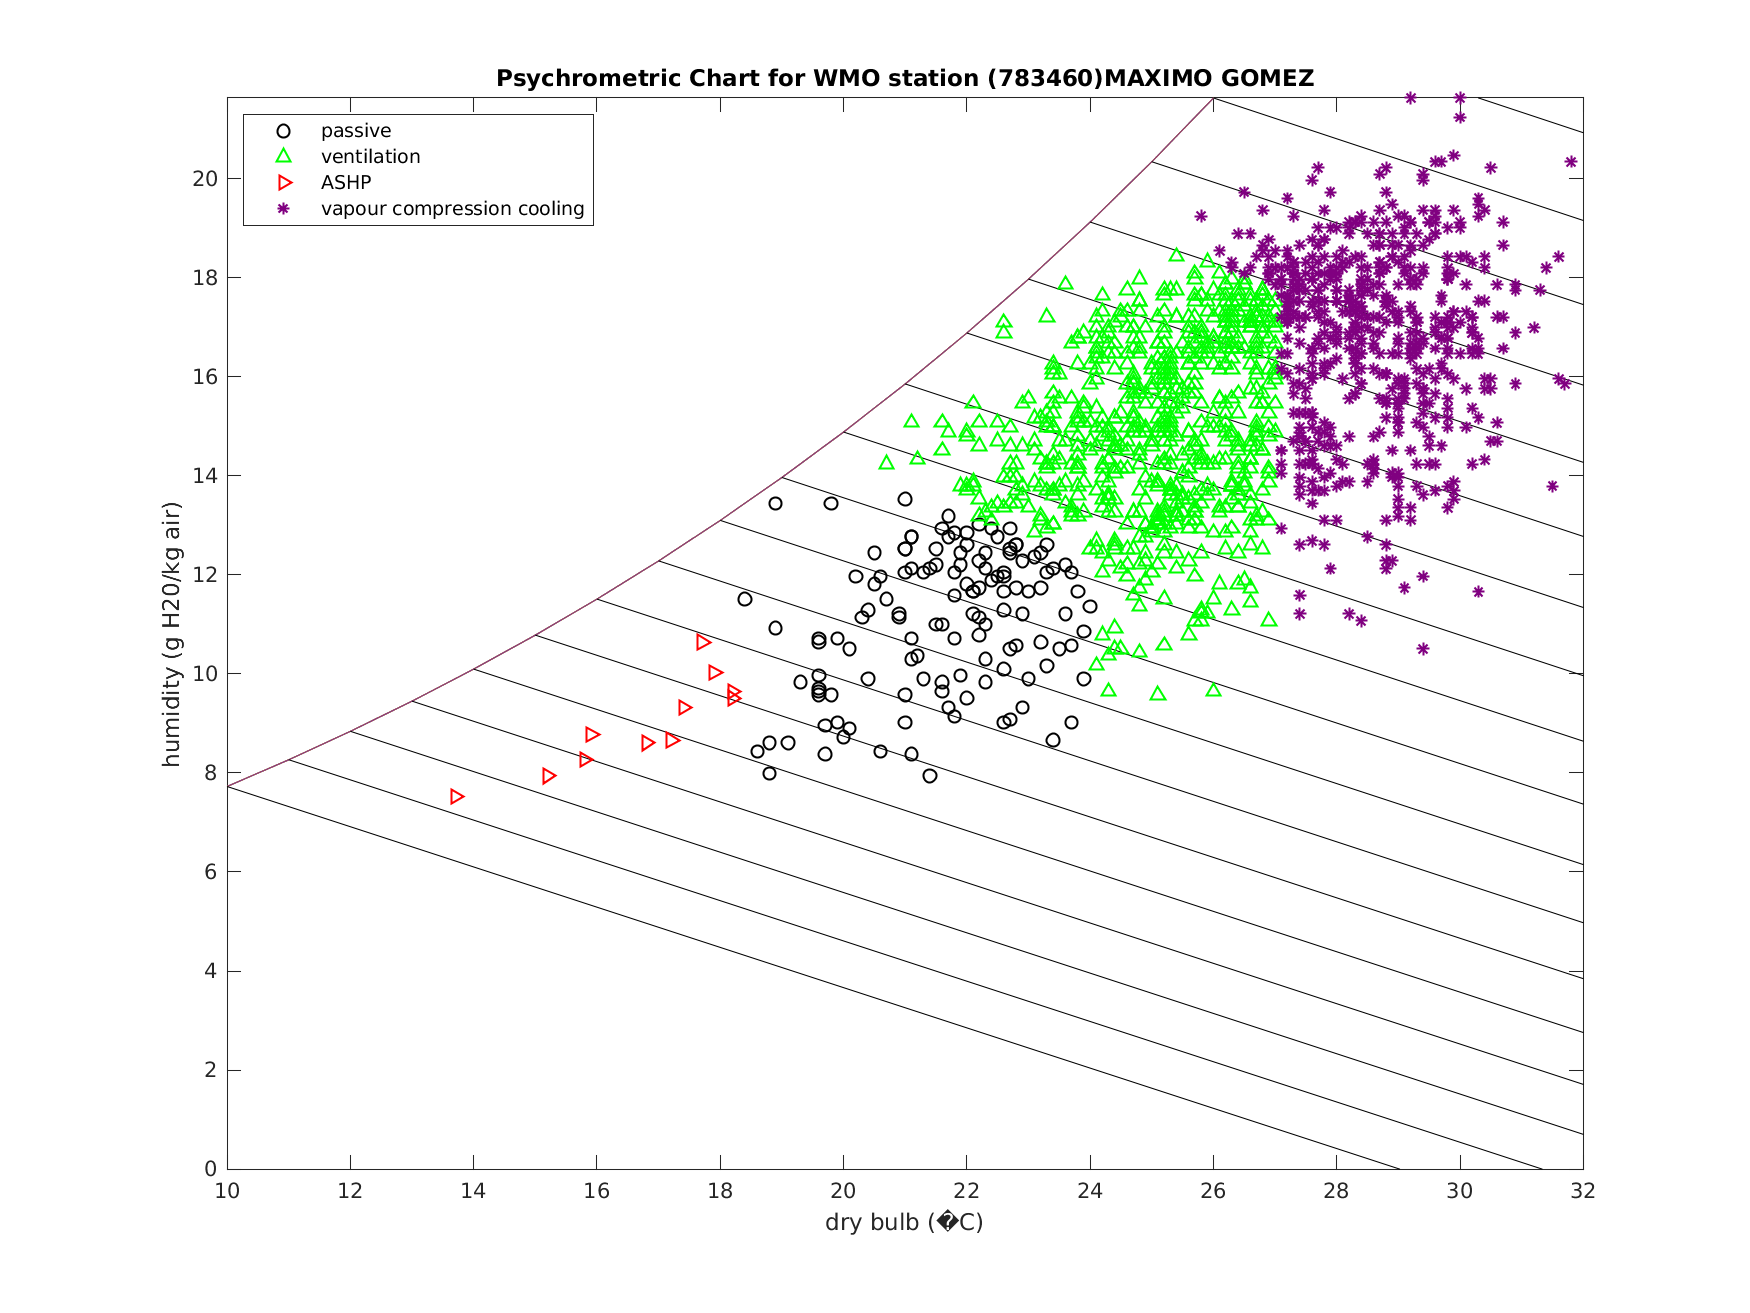 Psychrometric Chart for WMO station (783460)MAXIMO GOMEZ
passive
ventilation
ASHP
vapour compression cooling
humidity (g H20/kg air)
20
18
16
14
12
10
8
6
4
2
0
10 12 14 16 18 20 22 24 26 28 30 32
dry bulb (�C)